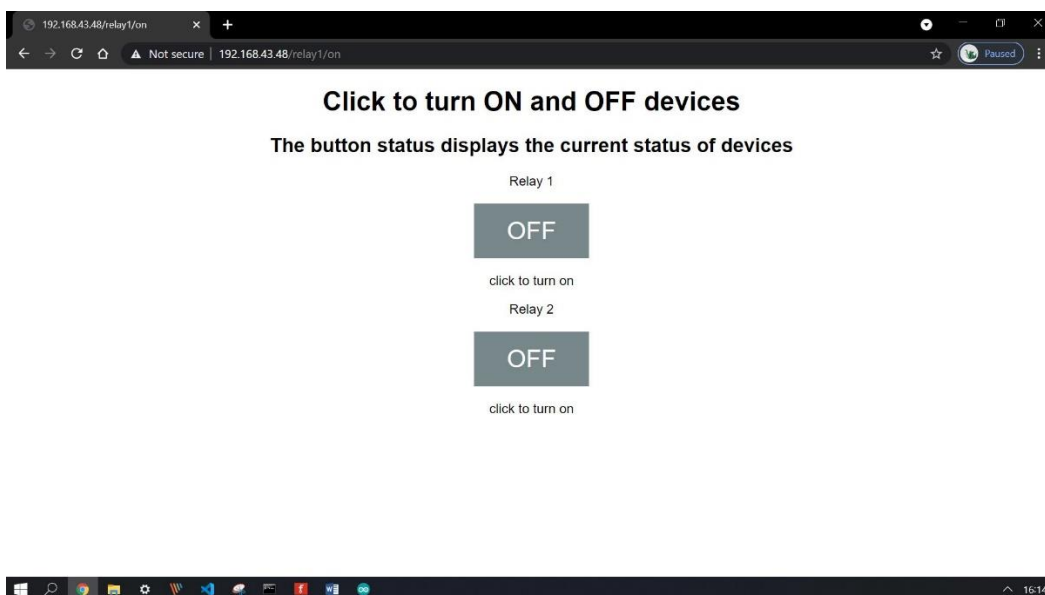 192.168.43.48/relay1/on
Not secure | 192.168.43.48/relay1/on
Paused
Click to turn ON and OFF devices
The button status displays the current status of devices
Relay 1
OFF
click to turn on
Relay 2
OFF
click to turn on
16:14